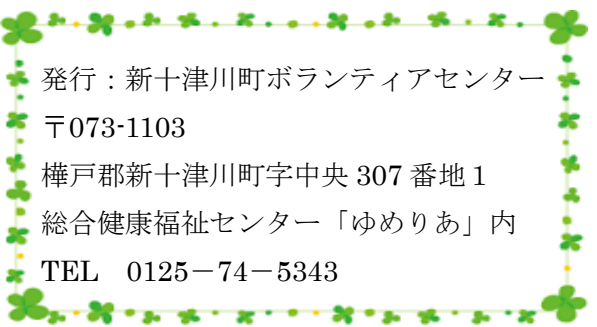 発行：新十津川町ボランティアセンター
〒073-1103
樺戸郡新十津川町字中央 307 番地１
総合健康福祉センター「ゆめりあ」内
TEL　0125－74－5343